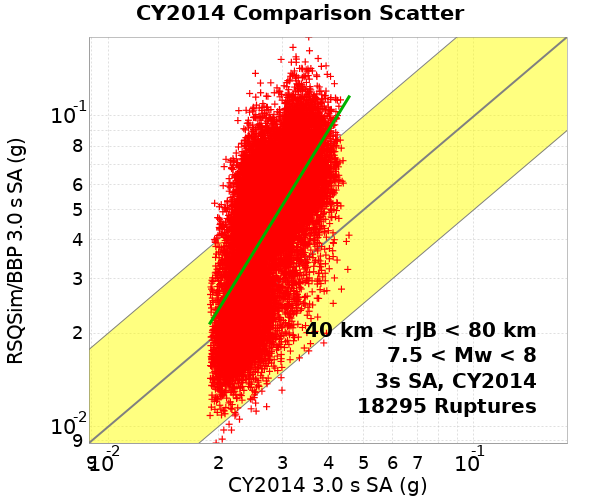 CY2014 Comparison Scatter
RSQSim/BBP 3.0 s SA (g)
10-1
8
6
5
4
3
2
10-2
9
40 km < rJB < 80 km
7.5 < Mw < 8
3s SA, CY2014
18295 Ruptures
9 10-2 2 3 4 5 6 7 10-1
CY2014 3.0 s SA (g)